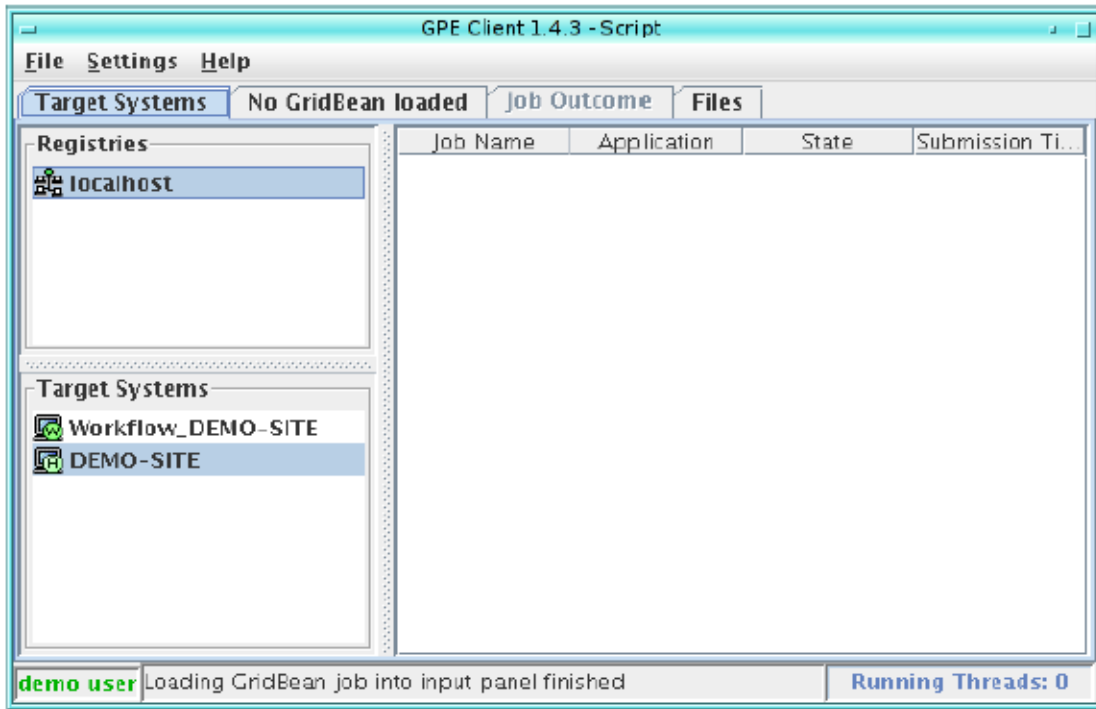 GPE Client 1.4.3 - Script
File Settings Help
Target Systems No GridBean loaded Job Outcome Files
Registries
localhost
Job Name Application State Submission Ti...
Target Systems
Workflow_DEMO-SITE
DEMO-SITE
demo user Loading GridBean job into input panel finished Running Threads: 0